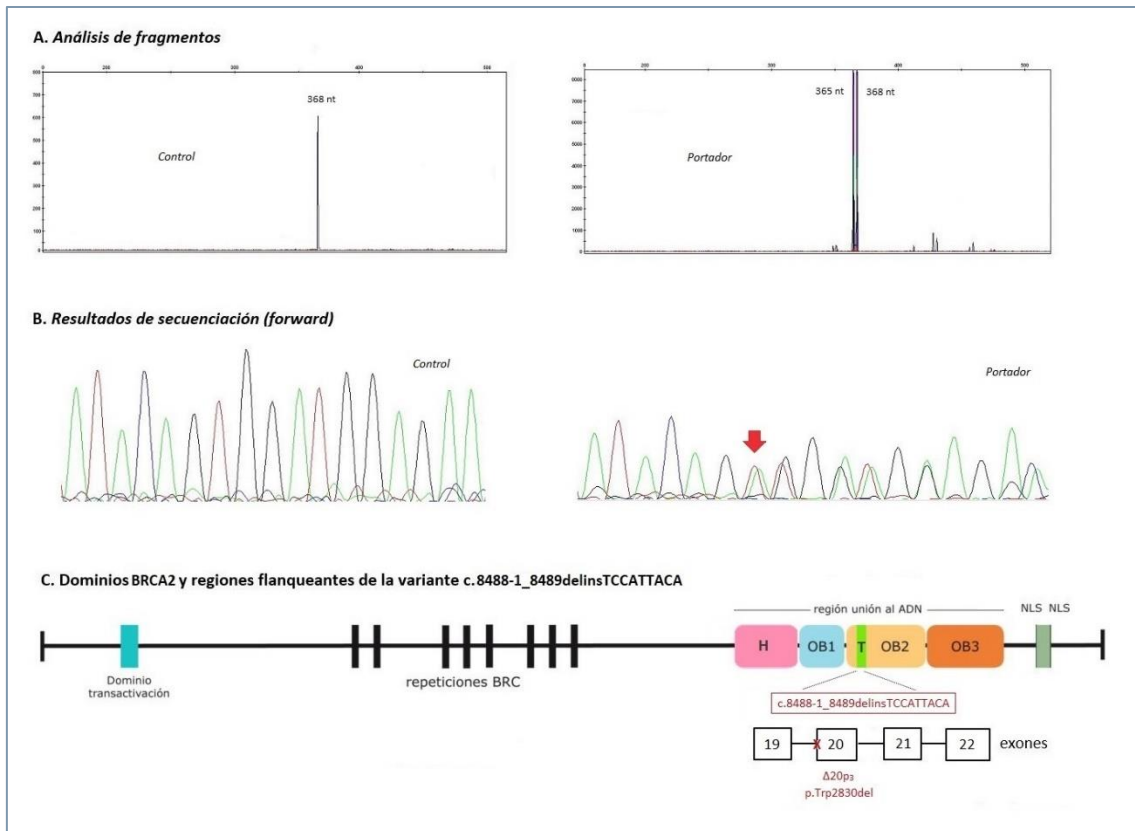 A. Análisis de fragmentos
368 nt
Control
365 nt 368 nt
Portador
B. Resultados de secuenciación (forward)
Control
Portador
C. Dominios BRCA2 y regiones flanqueantes de la variante c.8488-1_8489delinsTCCATTACA
región unión al ADN
NLS NLS
H
OB1
T
OB2
OB3
Dominio
transactivación
repeticiones BRC
c.8488-1_8489delinsTCCATTACA
19
X
20
21
22
exones
Δ20p₃
p.Trp2830del